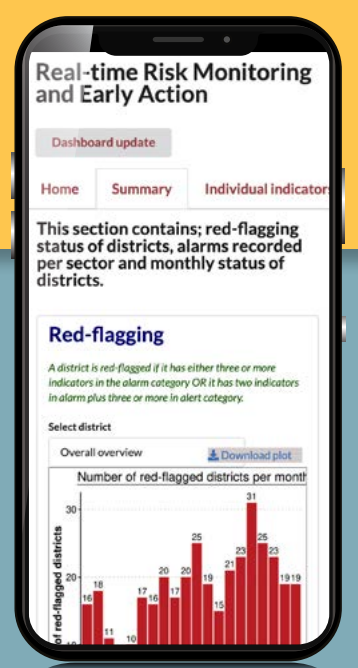 Real-time Risk Monitoring
and Early Action
Dashboard update
Home Summary Individual indicators
This section contains; red-flagging
status of districts, alarms recorded
per sector and monthly status of
districts.
Red-flagging
A district is red-flagged if it has either three or more
indicators in the alarm category OR it has two indicators
in alarm plus three or more in alert category.
Select district
Overall overview Download plot
Number of red-flagged districts per month
of red-flagged districts
30
20
10
16 18 11 10 17 16 20 17 20 25 19 15 21 23 31 25 23 19 19